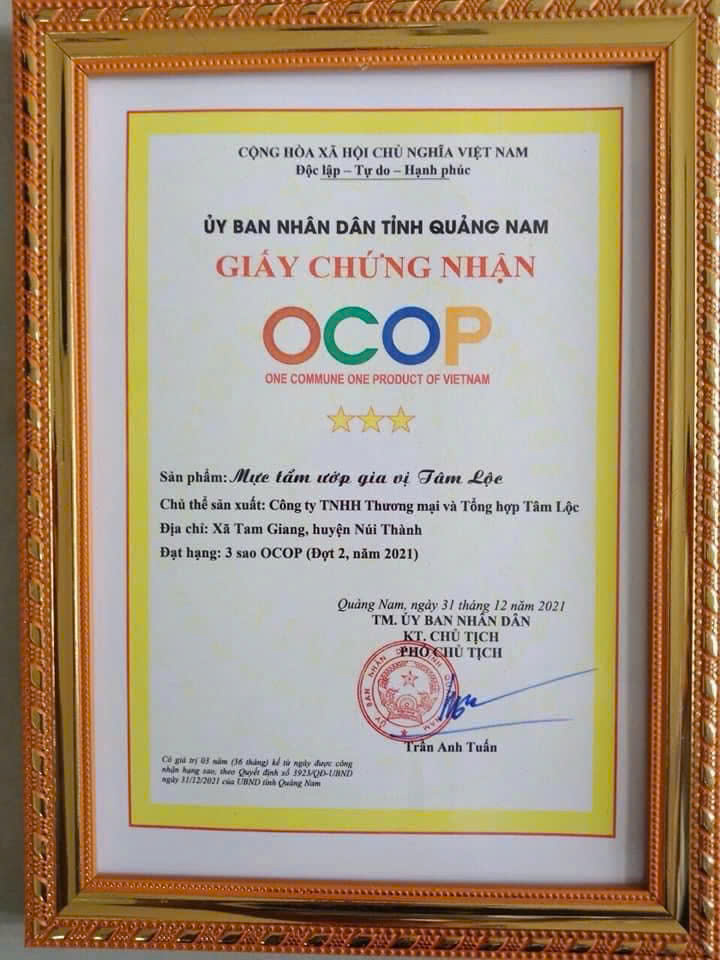 CỘNG HÒA XÃ HỘI CHỦ NGHĨA VIỆT NAM
Độc lập – Tự do – Hạnh phúc
ỦY BAN NHÂN DÂN TỈNH QUẢNG NAM
GIẤY CHỨNG NHẬN
OCOP
ONE COMMUNE ONE PRODUCT OF VIETNAM
Sản phẩm: Mực tẩm ướp gia vị Tâm Lộc
Chủ thể sản xuất: Công ty TNHH Thương mại và Tổng hợp Tâm Lộc
Địa chỉ: Xã Tam Giang, huyện Núi Thành
Đạt hạng: 3 sao OCOP (Đợt 2, năm 2021)
Quảng Nam, ngày 31 tháng 12 năm 2021
TM. ỦY BAN NHÂN DÂN
KT. CHỦ TỊCH
PHÓ CHỦ TỊCH
Trần Anh Tuấn
Có giá trị 03 năm (36 tháng) kể từ ngày được công
nhận hạng sao, theo Quyết định số 3923/QĐ-UBND
ngày 31/12/2021 của UBND tỉnh Quảng Nam